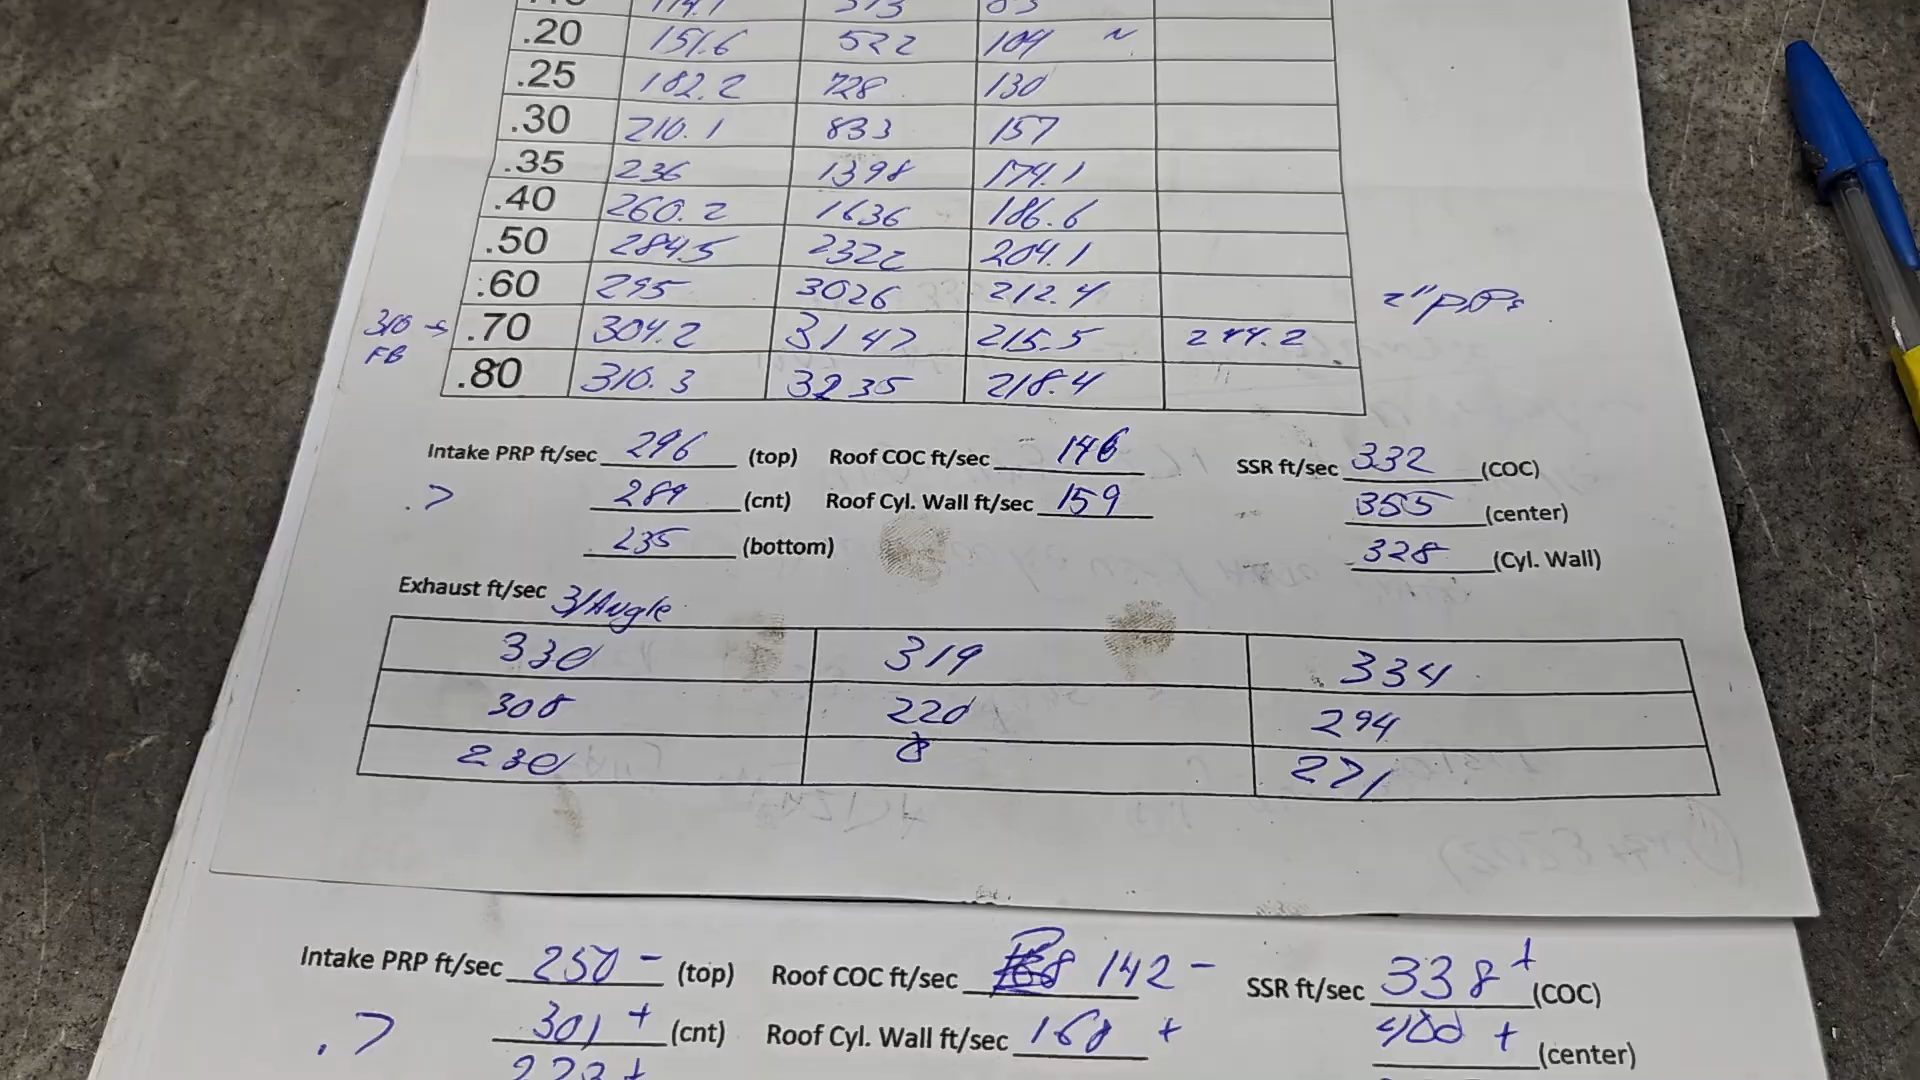 .20 151.6 522 104 ~
.25 182.2 728 130
.30 210.1 833 157
.35 236 1398 174.1
.40 260.2 1636 186.6
.50 284.5 2322 204.1
.60 295 3026 212.4
310 → .70 304.2 3147 215.5 244.2
FB
.80 310.3 3235 218.4
Intake PRP ft/sec 296 (top) Roof COC ft/sec 146 SSR ft/sec 332 (COC)
.7 289 (cnt) Roof Cyl. Wall ft/sec 159 355 (center)
235 (bottom) 328 (Cyl. Wall)
Exhaust ft/sec 3/Angle
330 319 334
308 220 294
230 271
Intake PRP ft/sec 250 - (top) Roof COC ft/sec 142 - SSR ft/sec 338 + (COC)
.7 301 + (cnt) Roof Cyl. Wall ft/sec 168 + 400 + (center)